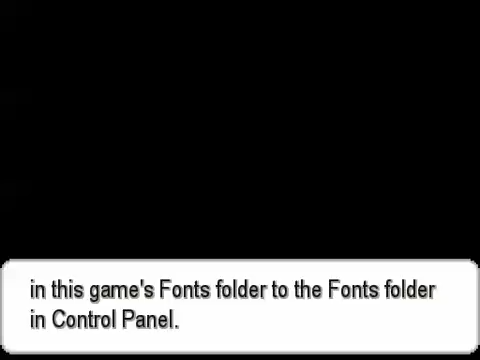 in this game's Fonts folder to the Fonts folder
in Control Panel.